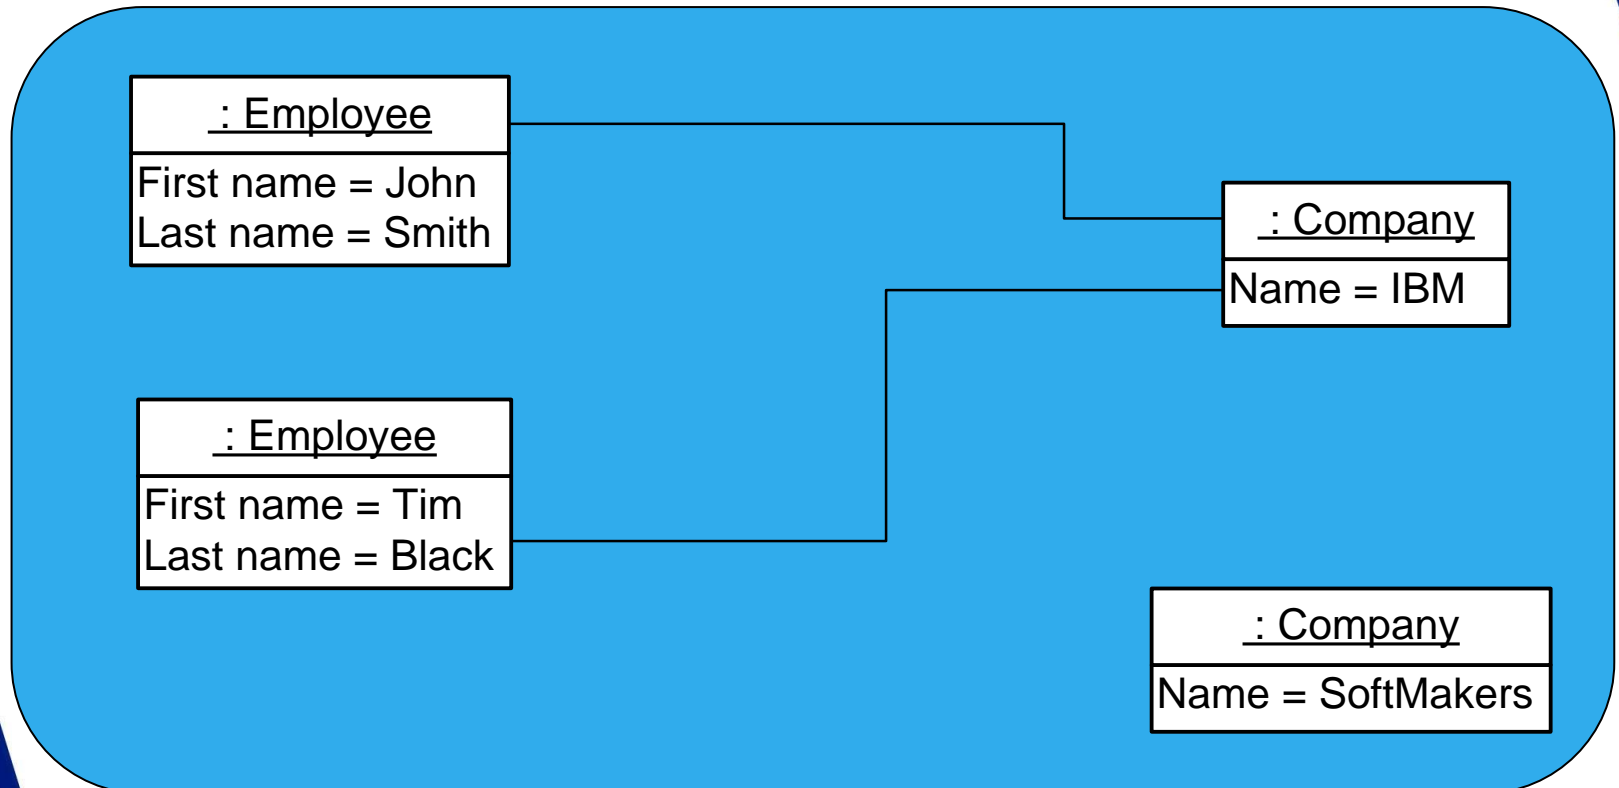 : Employee
First name = John
Last name = Smith
: Company
Name = IBM
: Employee
First name = Tim
Last name = Black
: Company
Name = SoftMakers